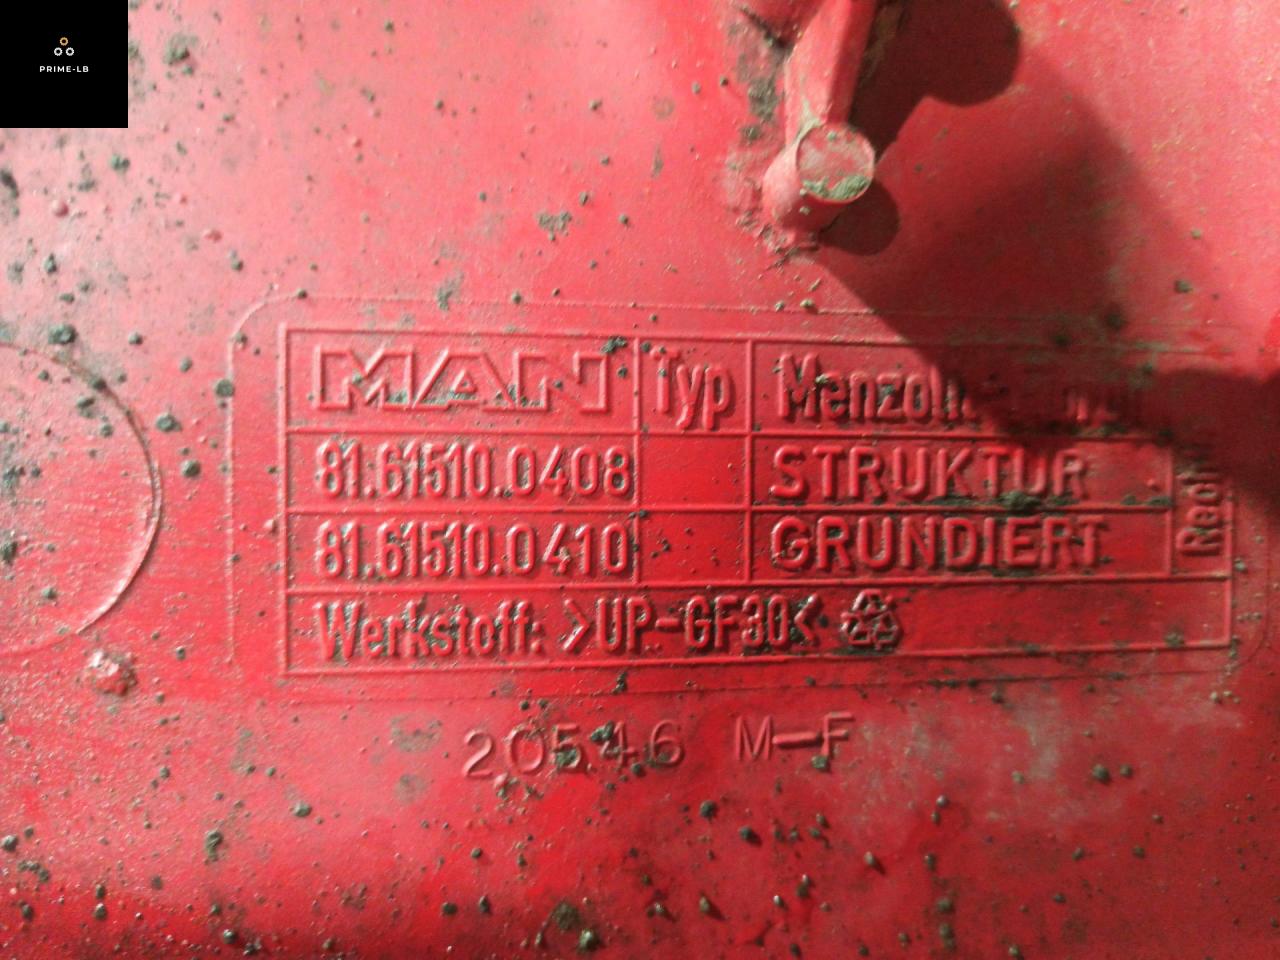 PRIME-LB
MAN Typ
81.61510.0408 STRUKTUR
81.61510.0410 GRUNDIERT
Werkstoff: >UP-GF30<
20546 M-F